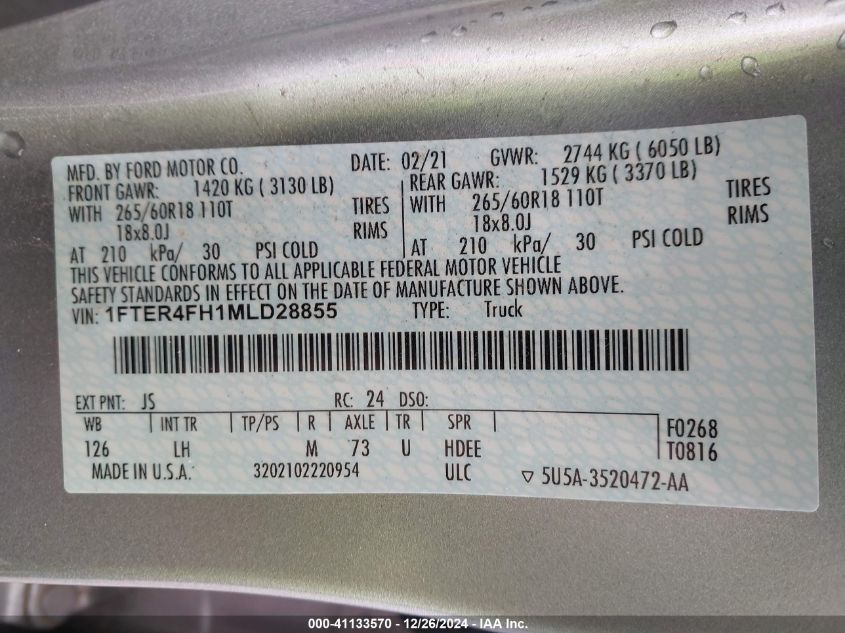 MFD. BY FORD MOTOR CO. DATE: 02/21 GVWR: 2744 KG ( 6050 LB)
FRONT GAWR: 1420 KG ( 3130 LB) REAR GAWR: 1529 KG ( 3370 LB)
WITH 265/60R18 110T TIRES WITH 265/60R18 110T TIRES
18x8.0J RIMS 18x8.0J RIMS
AT 210 kPa/ 30 PSI COLD AT 210 kPa/ 30 PSI COLD
THIS VEHICLE CONFORMS TO ALL APPLICABLE FEDERAL MOTOR VEHICLE
SAFETY STANDARDS IN EFFECT ON THE DATE OF MANUFACTURE SHOWN ABOVE.
VIN: 1FTER4FH1MLD28855 TYPE: Truck
EXT PNT: JS RC: 24 DSO:
WB INT TR TP/PS R AXLE TR SPR F0268
126 LH M 73 U HDEE T0816
MADE IN U.S.A. 3202102220954 ULC ▽ 5U5A-3520472-AA
000-41133570 - 12/26/2024 - IAA Inc.